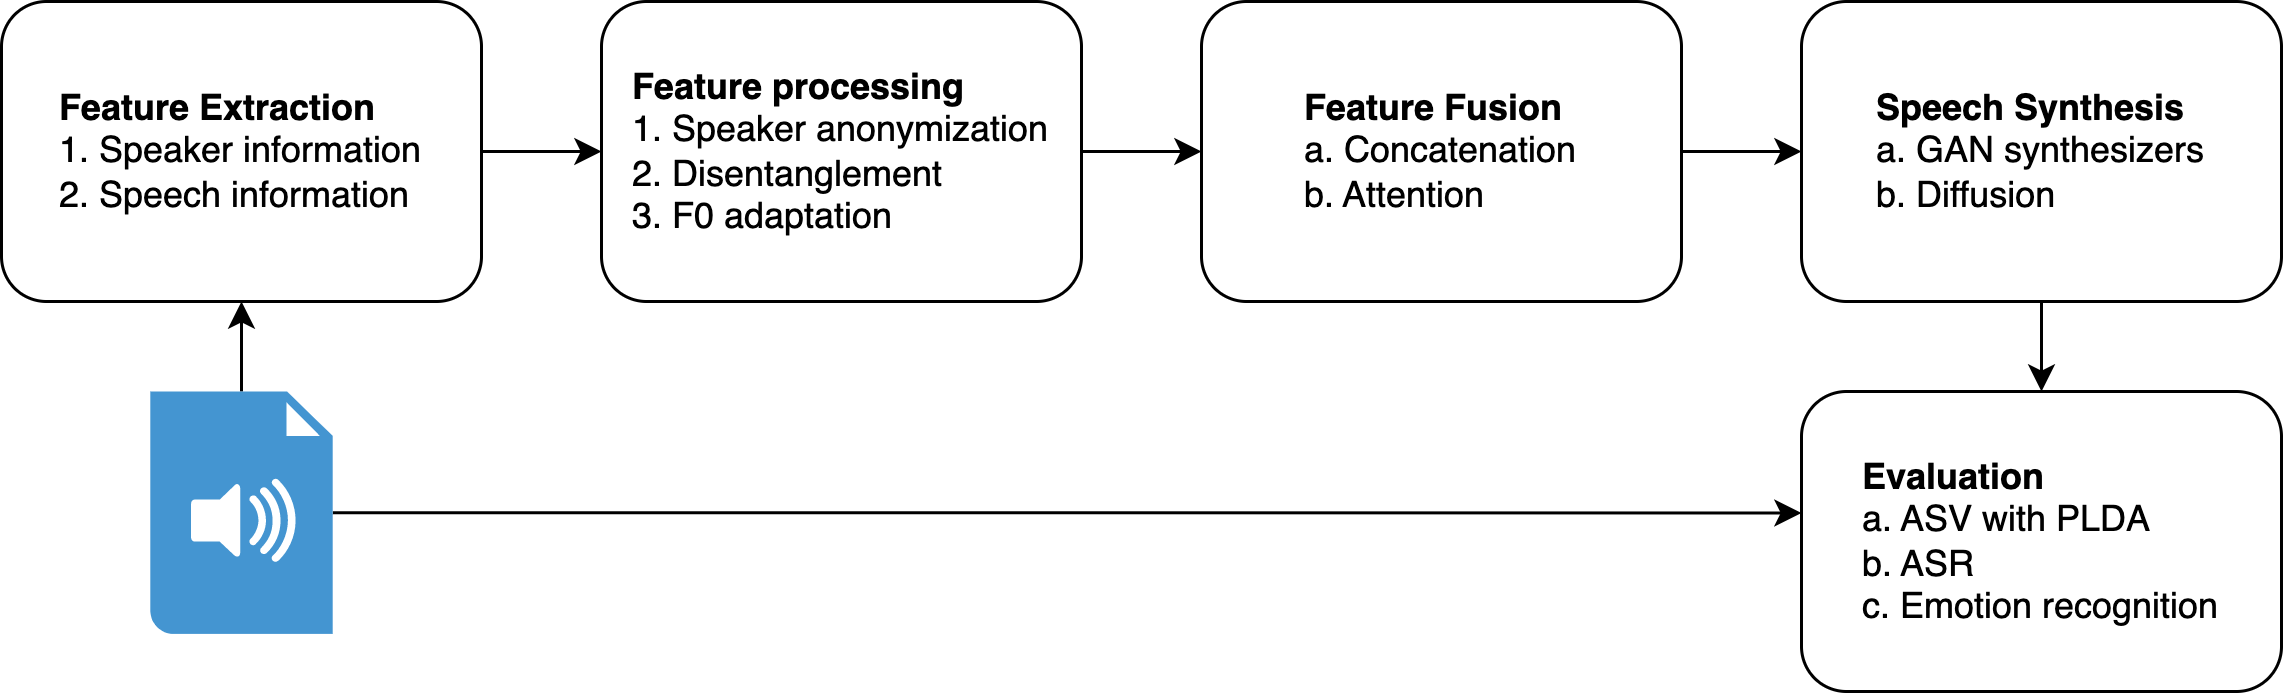 Feature Extraction
1. Speaker information
2. Speech information
Feature processing
1. Speaker anonymization
2. Disentanglement
3. F0 adaptation
Feature Fusion
a. Concatenation
b. Attention
Speech Synthesis
a. GAN synthesizers
b. Diffusion
Evaluation
a. ASV with PLDA
b. ASR
c. Emotion recognition